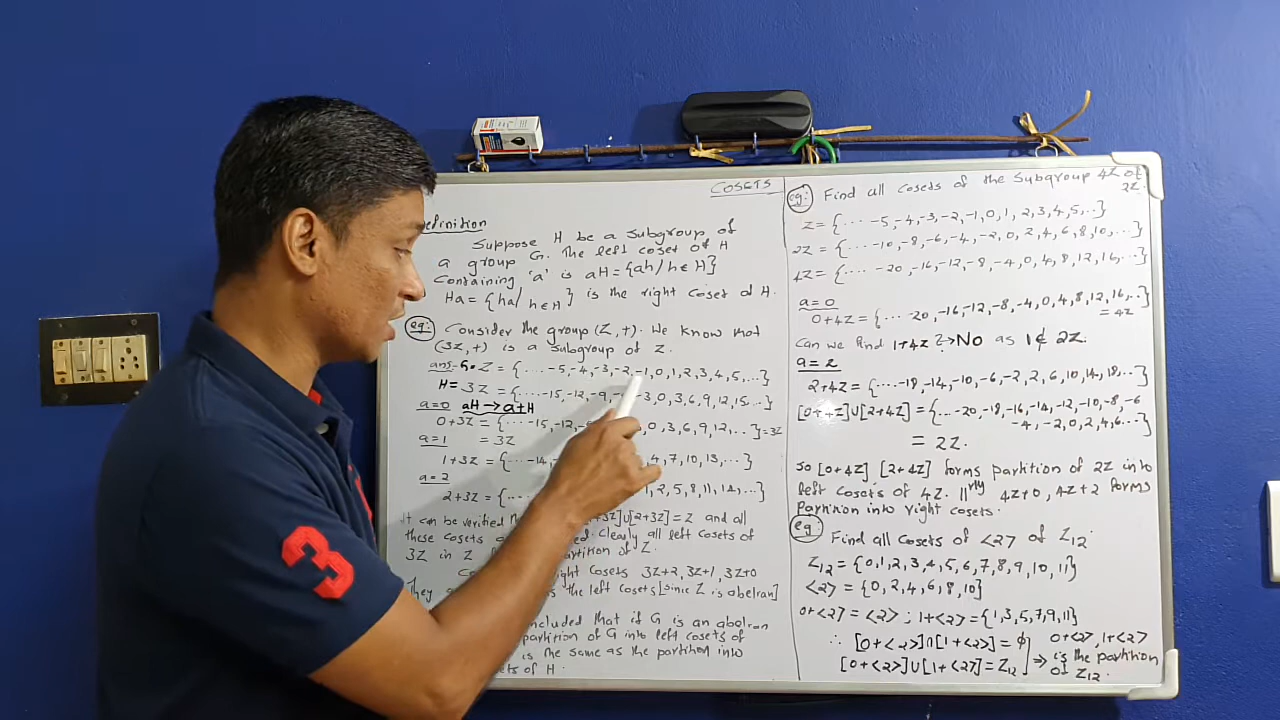 COSETS
Definition
Suppose H be a subgroup of
a group G. The left coset of H
Containing 'a' is aH = {ah/h∈H}
Ha = {ha/h∈H} is the right coset of H.
eg: Consider the group (Z,+). We know that
(3Z,+) is a subgroup of Z.
ans- G = Z = {.... -5,-4,-3,-2,-1,0,1,2,3,4,5,...}
H = 3Z = {.... -15,-12,-9, -3,0,3,6,9,12,15...}
a=0 aH → a+H
0+3Z = {... -15,-12, 0,3,6,9,12,...} = 3Z
= 3Z
a=1
1+3Z = {... -14, 4,7,10,13,...}
a=2
2+3Z = {... 1,2,5,8,11,14,...}
It can be verified +3Z]∪[2+3Z] = Z and all
these cosets Clearly all left cosets of
3Z in Z partition of Z.
right cosets 3Z+2, 3Z+1, 3Z+0
They the left cosets [since Z is abelian]
concluded that if G is an abelian
partition of G into left cosets of
is the same as the partition into
cosets of H.
eg: Find all cosets of the subgroup 4Z of
2Z.
Z = {.... -5,-4,-3,-2,-1,0,1,2,3,4,5,...}
2Z = {.... -10,-8,-6,-4,-2,0,2,4,6,8,10,...}
4Z = {.... -20,-16,-12,-8,-4,0,4,8,12,16,...}
a=0
0+4Z = {... -20,-16,-12,-8,-4,0,4,8,12,16,..}
= 4Z
Can we find 1+4Z ? → No as 1∉2Z.
a=2
2+4Z = {....-18,-14,-10,-6,-2,2,6,10,14,18...}
[0+4Z]∪[2+4Z] = {....-20,-18,-16,-14,-12,-10,-8,-6
-4,-2,0,2,4,6...}
= 2Z.
So [0+4Z] [2+4Z] forms partition of 2Z into
left cosets of 4Z. ||rly 4Z+0, 4Z+2 forms
Partition into right cosets.
eg: Find all cosets of <2> of Z12.
Z12 = {0,1,2,3,4,5,6,7,8,9,10,11}
<2> = {0,2,4,6,8,10}
0+<2> = <2> ; 1+<2> = {1,3,5,7,9,11}
∴ [0+<2>]∩[1+<2>] = ϕ
[0+<2>]∪[1+<2>] = Z12
⇒ 0+<2>, 1+<2>
is the partition
of Z12.
3